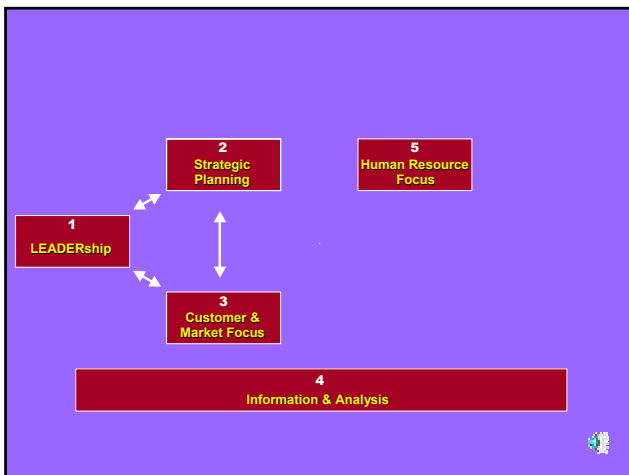 2
Strategic
Planning
5
Human Resource
Focus
1
LEADERship
3
Customer &
Market Focus
4
Information & Analysis